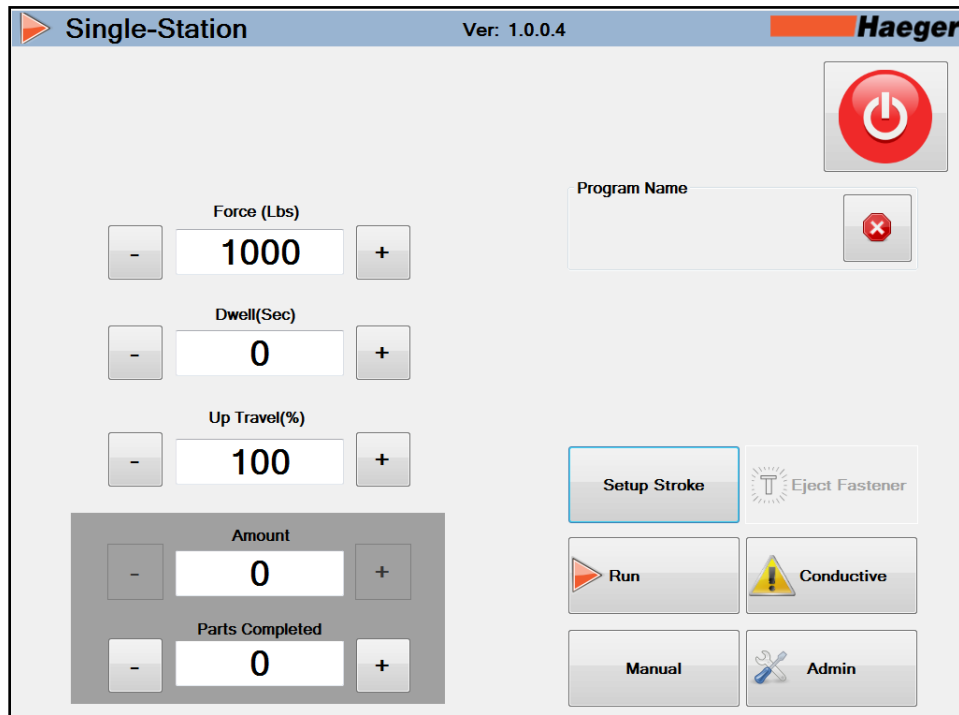 Single-Station
Ver: 1.0.0.4
Haeger
Program Name
Force (Lbs)
- 1000 +
Dwell(Sec)
- 0 +
Up Travel(%)
- 100 +
Amount
- 0 +
Parts Completed
- 0 +
Setup Stroke
Eject Fastener
Run
Conductive
Manual
Admin